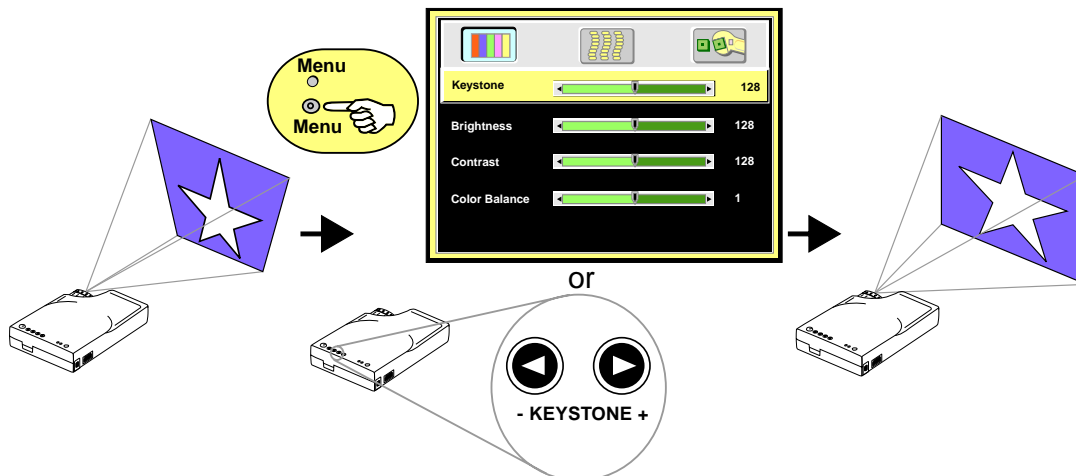 Menu
Menu
Keystone 128
Brightness 128
Contrast 128
Color Balance 1
or
- KEYSTONE +